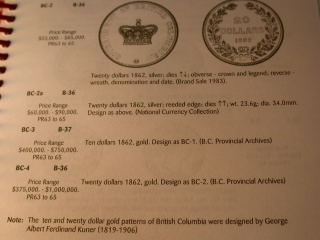 BC-2 B-36
20
DOLLARS
1862
Price Range
$55,000. - $65,000.
PR63 to 65
Twenty dollars 1862, silver; dies ↑↓; obverse - crown and legend; reverse -
wreath, denomination and date. (Brand Sale 1983).
BC-2a B-36
Price Range
$60,000. - $90,000.
PR63 to 65
Twenty dollars 1862, silver; reeded edge; dies ↑↑; wt. 23.6g; dia. 34.0mm.
Design as above. (National Currency Collection)
BC-3 B-37
Price Range
$400,000. - $750,000.
PR63 to 65
Ten dollars 1862, gold. Design as BC-1. (B.C. Provincial Archives)
BC-4 B-36
Price Range
$375,000. - $1,000,000.
PR63 to 65
Twenty dollars 1862, gold. Design as BC-2. (B.C. Provincial Archives)
Note: The ten and twenty dollar gold patterns of British Columbia were designed by George
Albert Ferdinand Kuner (1819-1906)